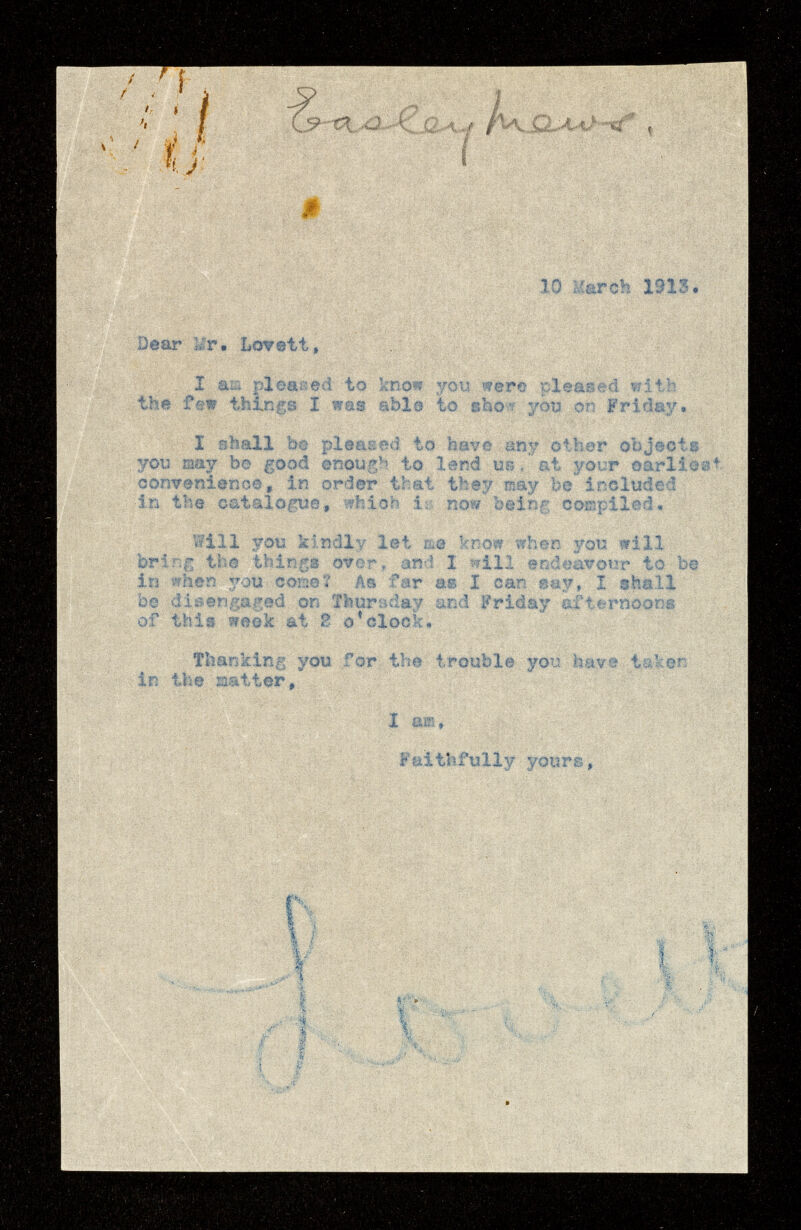 Easley Mews.
10 March 1913.
Dear Mr. Lovett,
I am pleased to know you were pleased with
the few things I was able to show you on Friday.
I shall be pleased to have any other objects
you may be good enough to lend us, at your earliest
convenience, in order that they may be included
in the catalogue, which is now being compiled.
Will you kindly let me know when you will
bring the things over, and I will endeavour to be
in when you come? As far as I can say, I shall
be disengaged on Thursday and Friday afternoons
of this week at 2 o'clock.
Thanking you for the trouble you have taken
in the matter,
I am,
Faithfully yours,
Lovett